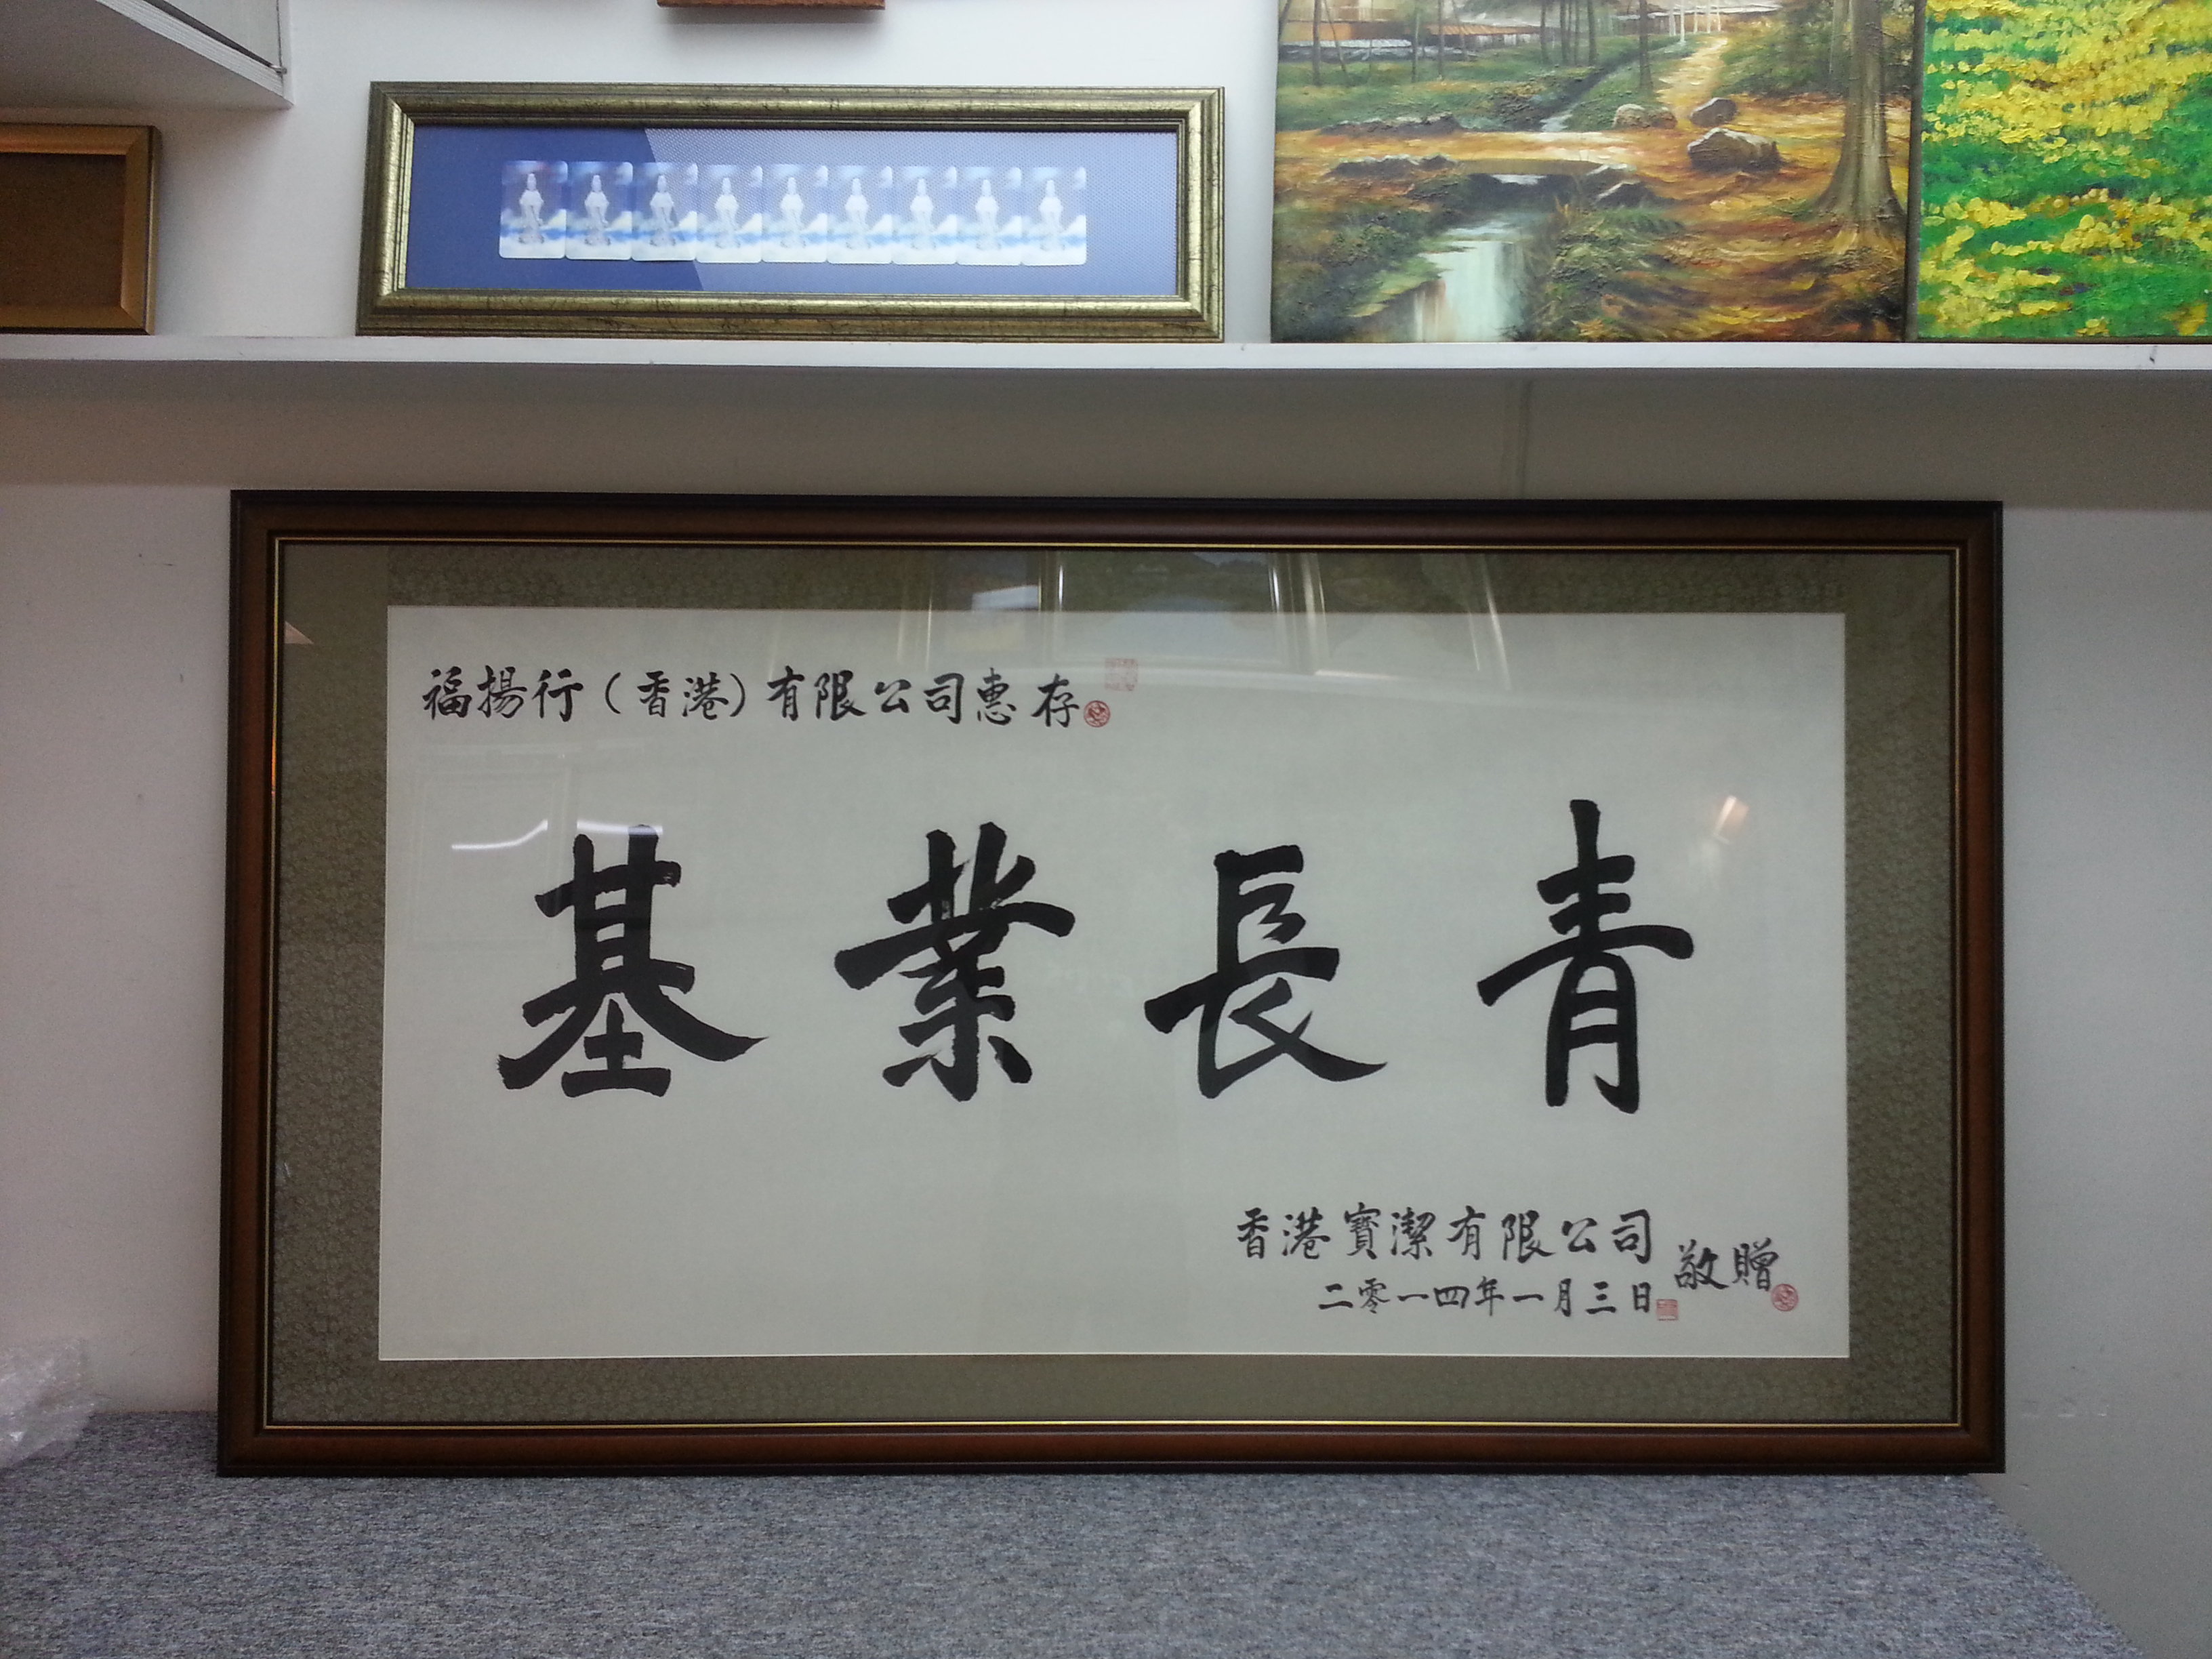 福揚行（香港）有限公司惠存
基業長青
香港寶潔有限公司
敬贈
二零一四年一月三日